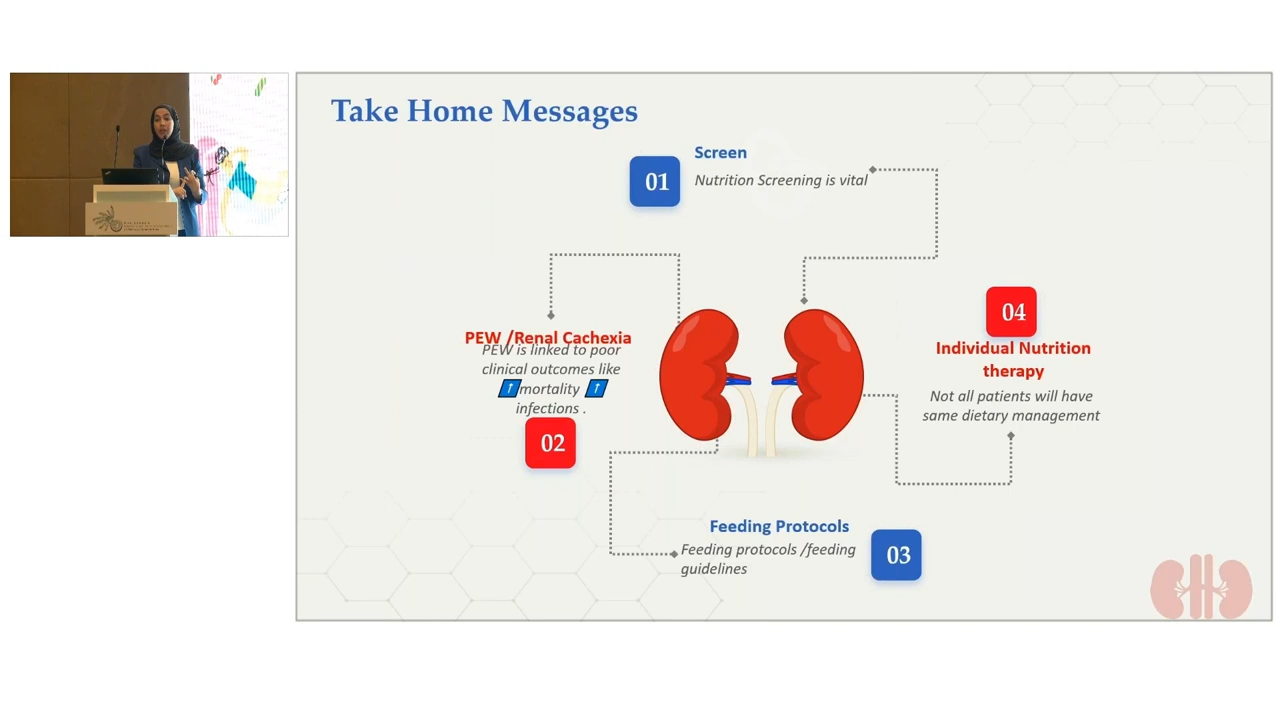 Take Home Messages
01
Screen
Nutrition Screening is vital
PEW /Renal Cachexia
PEW is linked to poor
clinical outcomes like
↑mortality ↑
infections .
02
Feeding Protocols
Feeding protocols /feeding
guidelines
03
04
Individual Nutrition
therapy
Not all patients will have
same dietary management